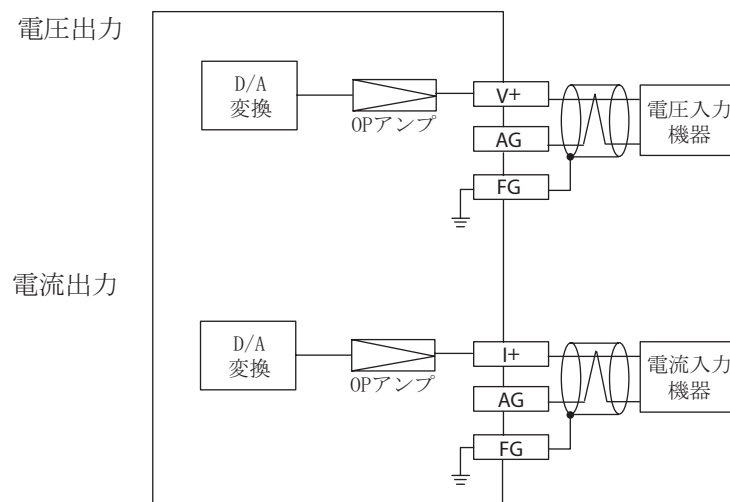 電圧出力
D/A
変換
OPアンプ
V+
AG
FG
電圧入力
機器
電流出力
D/A
変換
OPアンプ
I+
AG
FG
電流入力
機器